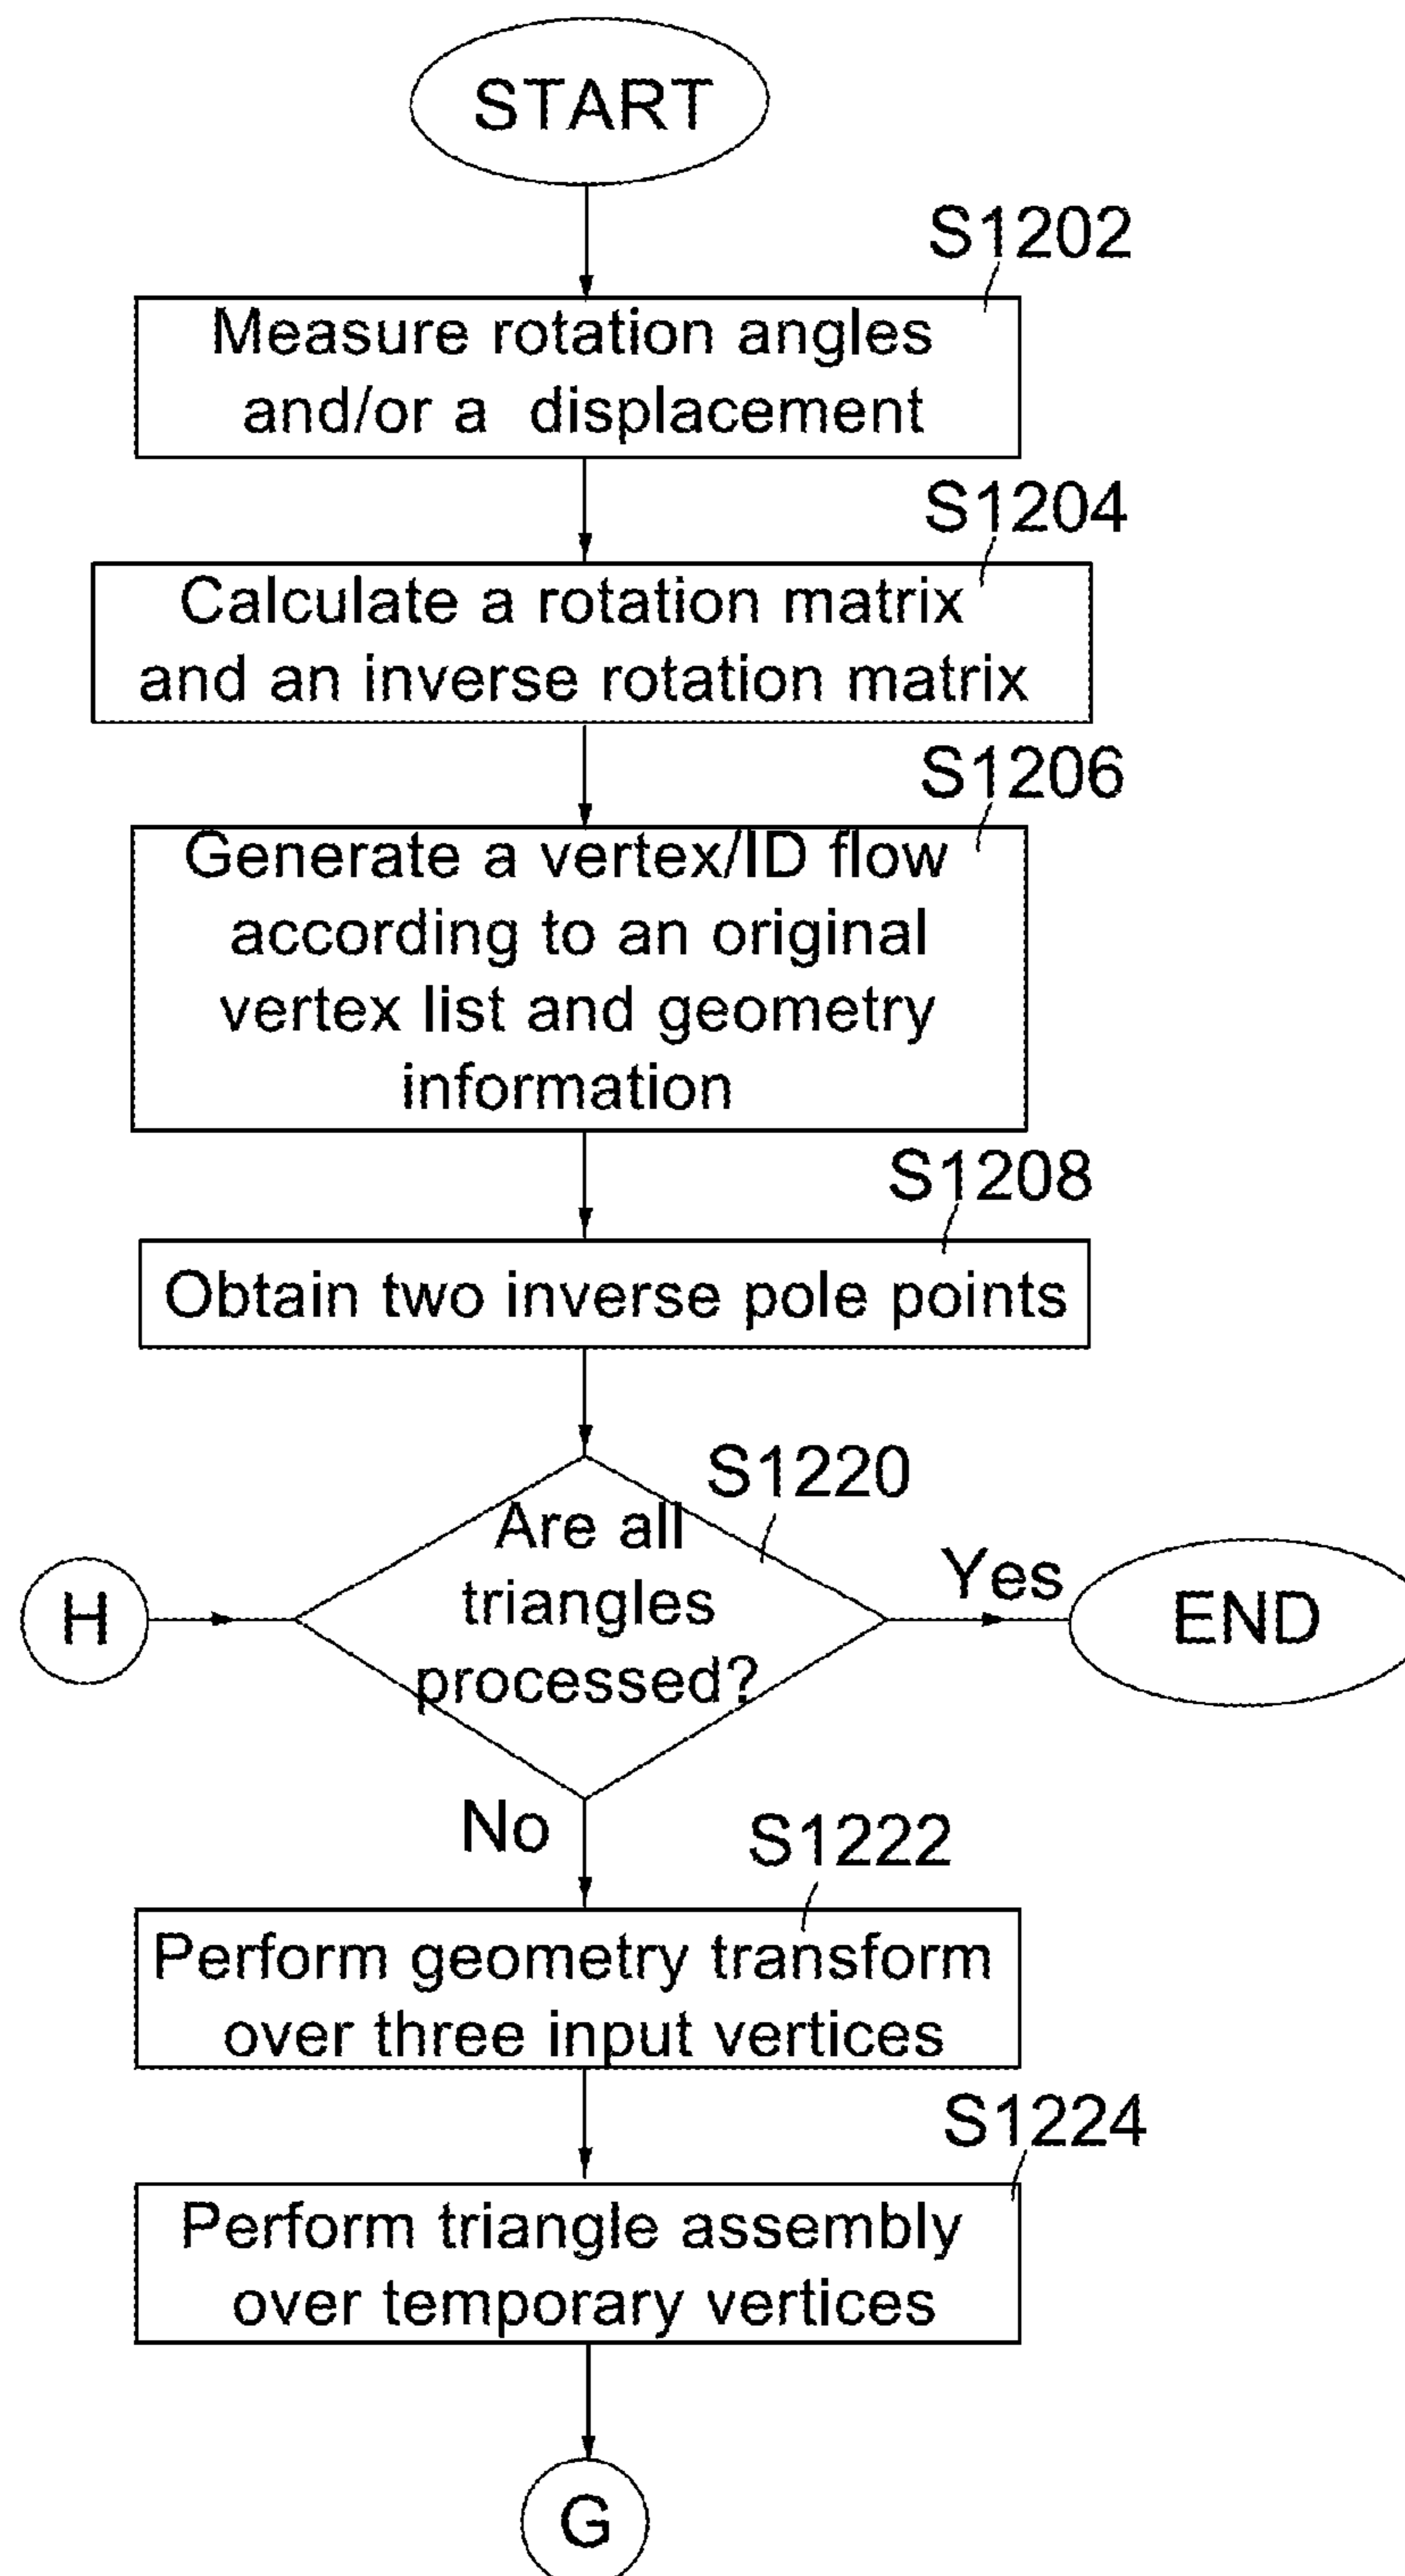 START
S1202
Measure rotation angles
and/or a displacement
S1204
Calculate a rotation matrix
and an inverse rotation matrix
S1206
Generate a vertex/ID flow
according to an original
vertex list and geometry
information
S1208
Obtain two inverse pole points
S1220
Are all
triangles
processed?
H
Yes
END
No
S1222
Perform geometry transform
over three input vertices
S1224
Perform triangle assembly
over temporary vertices
G